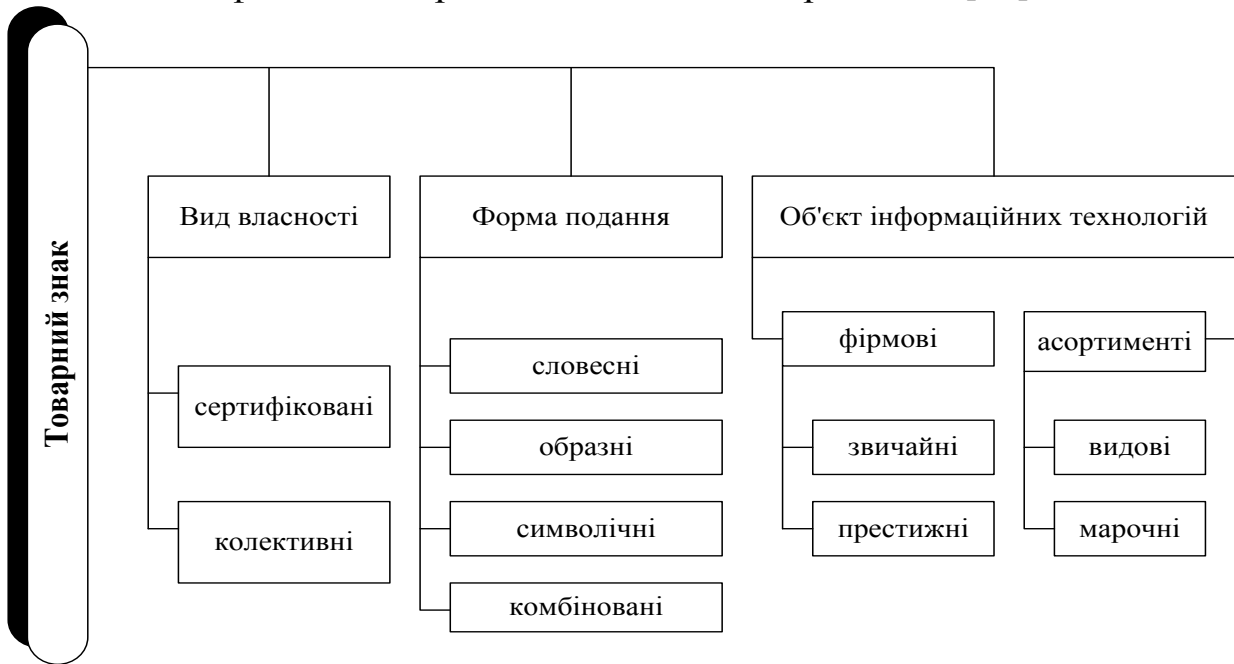 Товарний знак
Вид власності
сертифіковані
колективні
Форма подання
словесні
образні
символічні
комбіновані
Об'єкт інформаційних технологій
фірмові
звичайні
престижні
асортименті
видові
марочні